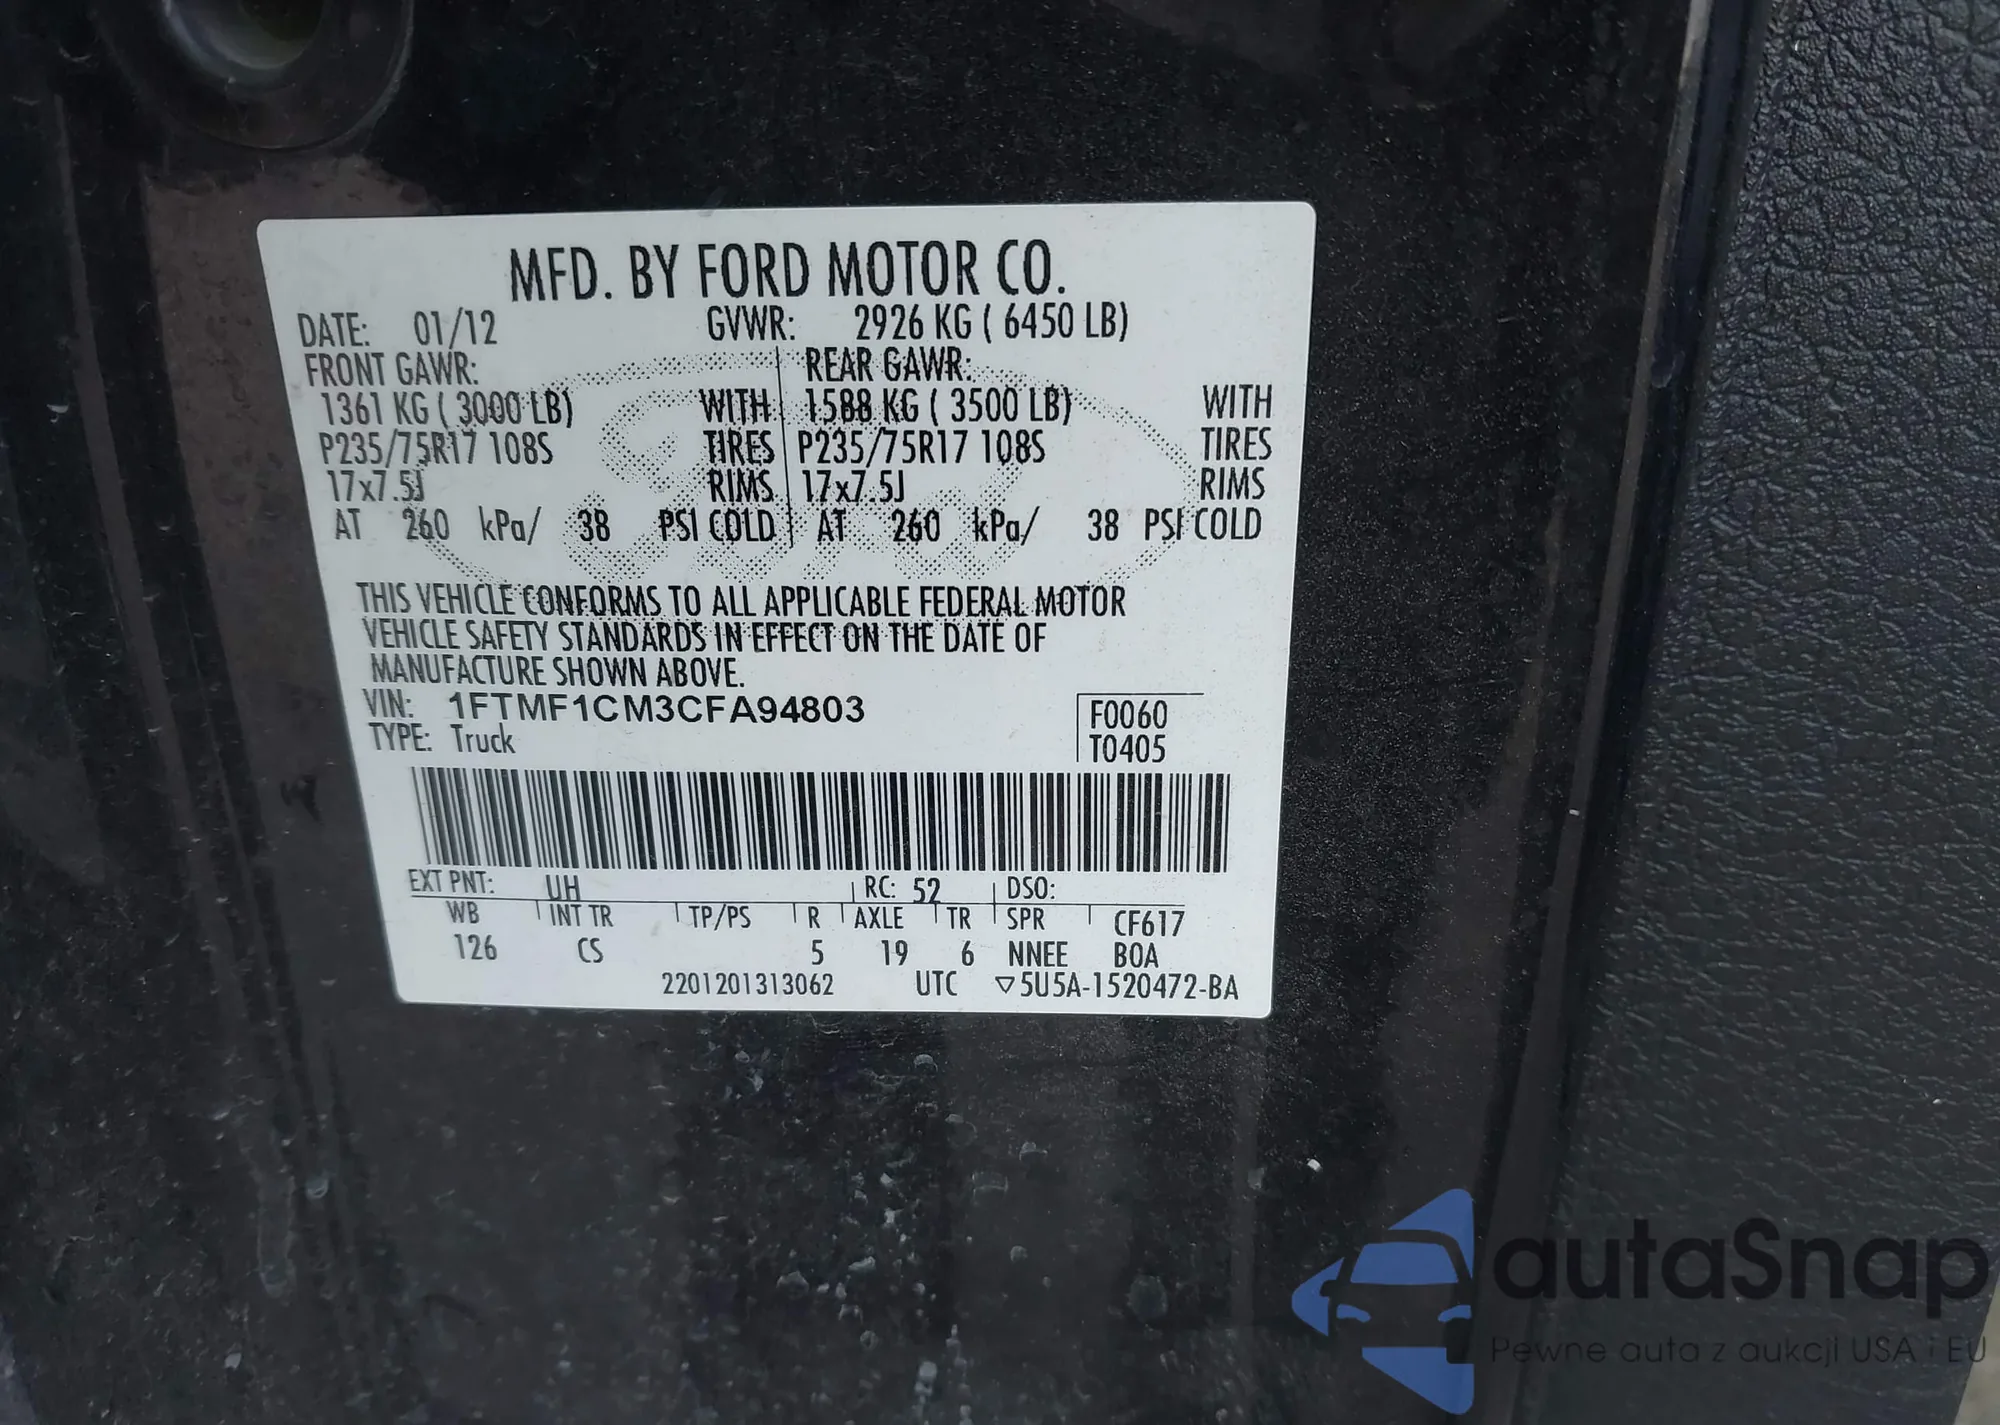 MFD. BY FORD MOTOR CO.
DATE: 01/12 GVWR: 2926 KG ( 6450 LB)
FRONT GAWR: REAR GAWR:
1361 KG ( 3000 LB) WITH 1588 KG ( 3500 LB) WITH
P235/75R17 108S TIRES P235/75R17 108S TIRES
17x7.5J RIMS 17x7.5J RIMS
AT 260 kPa/ 38 PSI COLD AT 260 kPa/ 38 PSI COLD
THIS VEHICLE CONFORMS TO ALL APPLICABLE FEDERAL MOTOR
VEHICLE SAFETY STANDARDS IN EFFECT ON THE DATE OF
MANUFACTURE SHOWN ABOVE.
VIN: 1FTMF1CM3CFA94803 F0060
TYPE: Truck T0405
EXT PNT: UH RC: 52 DSO:
WB INT TR TP/PS R AXLE TR SPR CF617
126 CS 5 19 6 NNEE BOA
2201201313062 UTC ▽5U5A-1520472-BA
Ford
autaSnap
Pewne auta z aukcji USA i EU